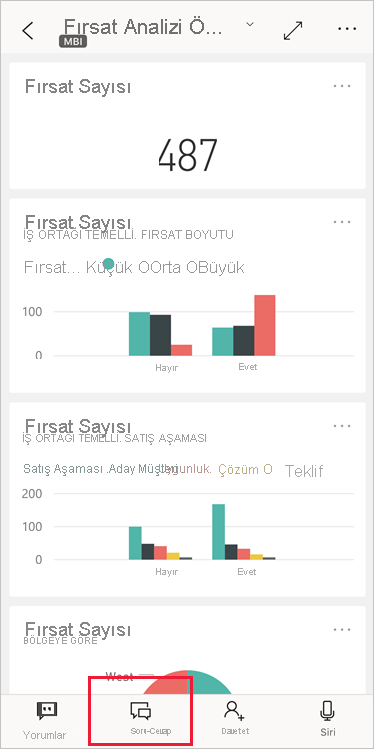 Fırsat Analizi Ö...
MBI
Fırsat Sayısı
487
Fırsat Sayısı
İŞ ORTAĞI TEMELLİ. FIRSAT BOYUTU
Fırsat... Küçük OOrta OBüyük
100
0
Hayır Evet
Fırsat Sayısı
İŞ ORTAĞI TEMELLİ. SATIŞ AŞAMASI
Satış Aşaması .Aday Müşteri Uygunluk. Çözüm O Teklif
200
100
0
Hayır Evet
Fırsat Sayısı
BÖLGEYE GÖRE
West
Yorumlar Soru-Cevap Davet et Siri